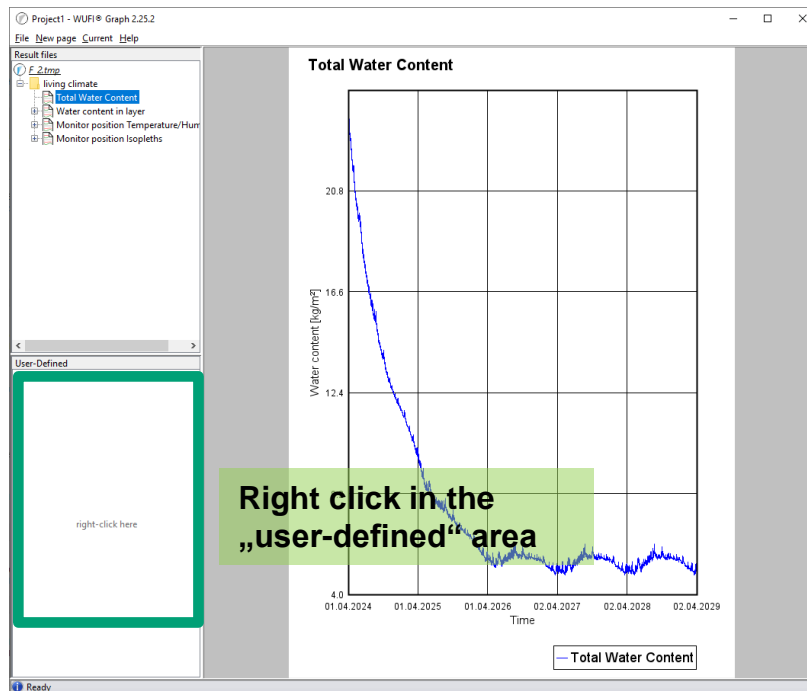 Project1 - WUFI® Graph 2.25.2
File New page Current Help
Result files
F_2.tmp
living climate
Total Water Content
Water content in layer
Monitor position Temperature/Hum
Monitor position Isopleths
User-Defined
right-click here
Total Water Content
20.8
16.6
12.4
4.0
Water content [kg/m²]
01.04.2024 01.04.2025 01.04.2026 02.04.2027 02.04.2028 02.04.2029
Time
Total Water Content
Right click in the
„user-defined“ area
Ready